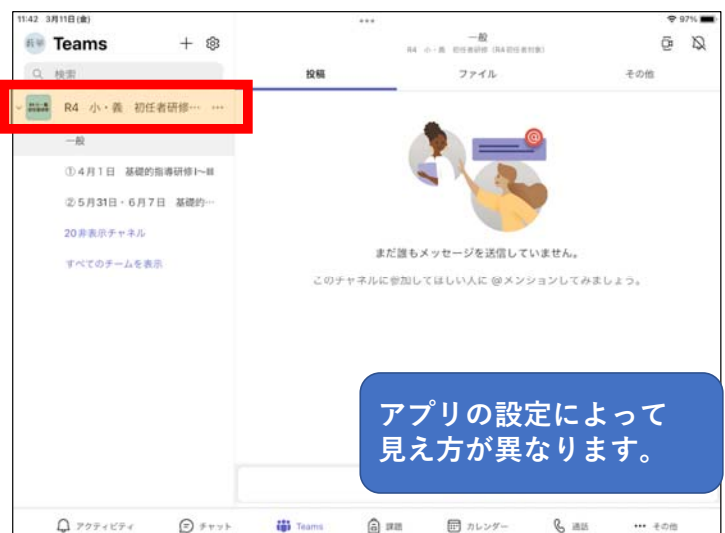 11:42 3月11日(金)
97%
Teams
検索
R4 小・義 初任者研修… …
一般
①4月1日 基礎的指導研修Ⅰ～Ⅲ
②5月31日・6月7日 基礎的…
20非表示チャネル
すべてのチームを表示
一般
R4 小・義 初任者研修 (R4初任者対象)
投稿 ファイル その他
@
まだ誰もメッセージを送信していません。
このチャネルに参加してほしい人に @メンションしてみましょう。
アプリの設定によって
見え方が異なります。
アクティビティ チャット Teams 課題 カレンダー 通話 その他